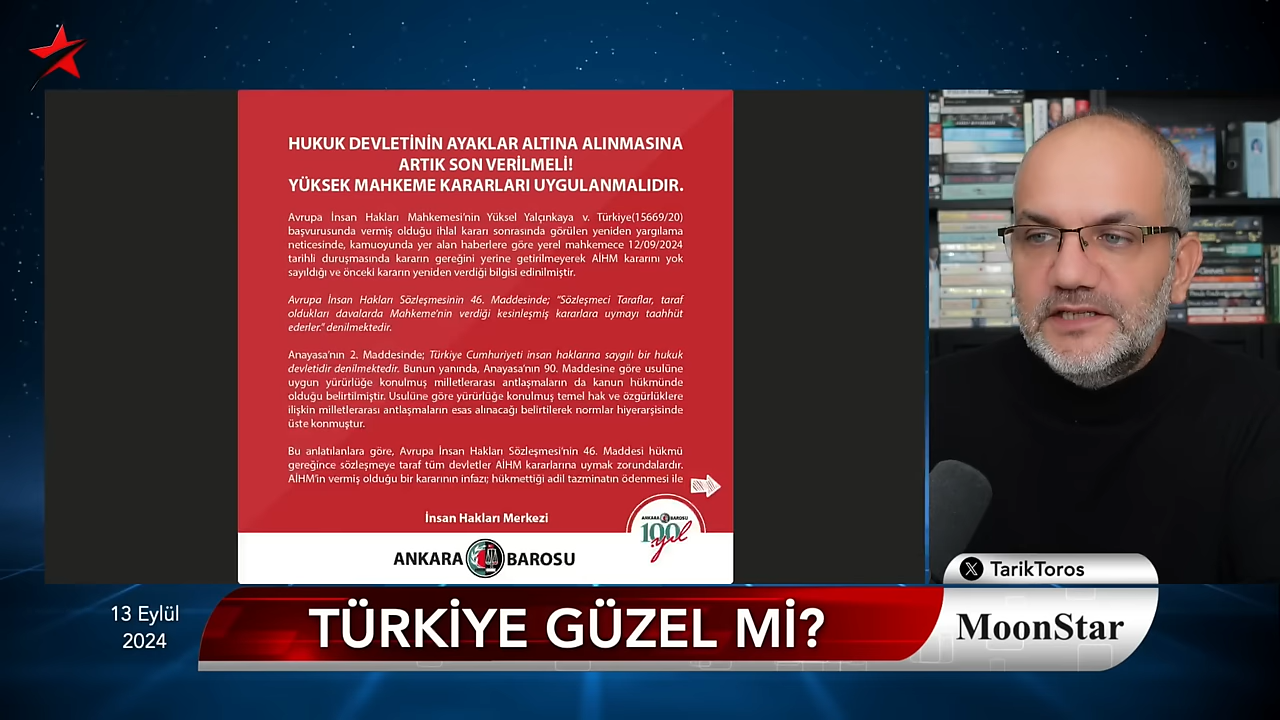 HUKUK DEVLETİNİN AYAKLAR ALTINA ALINMASINA
ARTIK SON VERİLMELİ!
YÜKSEK MAHKEME KARARLARI UYGULANMALIDIR.
Avrupa İnsan Hakları Mahkemesi'nin Yüksel Yalçınkaya v. Türkiye(15669/20)
başvurusunda vermiş olduğu ihlal kararı sonrasında görülen yeniden yargılama
neticesinde, kamuoyunda yer alan haberlere göre yerel mahkemece 12/09/2024
tarihli duruşmasında kararın gereğini yerine getirilmeyerek AİHM kararını yok
sayıldığı ve önceki kararın yeniden verdiği bilgisi edinilmiştir.
Avrupa İnsan Hakları Sözleşmesinin 46. Maddesinde; "Sözleşmeci Taraflar, taraf
oldukları davalarda Mahkeme'nin verdiği kesinleşmiş kararlara uymayı taahhüt
ederler." denilmektedir.
Anayasa'nın 2. Maddesinde; Türkiye Cumhuriyeti insan haklarına saygılı bir hukuk
devletidir denilmektedir. Bunun yanında, Anayasa'nın 90. Maddesine göre usulüne
uygun yürürlüğe konulmuş milletlerarası antlaşmaların da kanun hükmünde
olduğu belirtilmiştir. Usulüne göre yürürlüğe konulmuş temel hak ve özgürlüklere
ilişkin milletlerarası antlaşmaların esas alınacağı belirtilerek normlar hiyerarşisinde
üste konmuştur.
Bu anlatılanlara göre, Avrupa İnsan Hakları Sözleşmesi'nin 46. Maddesi hükmü
gereğince sözleşmeye taraf tüm devletler AİHM kararlarına uymak zorundalardır.
AİHM'in vermiş olduğu bir kararının infazı; hükmettiği adil tazminatın ödenmesi ile
İnsan Hakları Merkezi
ANKARA BAROSU
100.yıl
ANKARA BAROSU
TarikToros
MoonStar
13 Eylül
2024
TÜRKİYE GÜZEL Mİ?